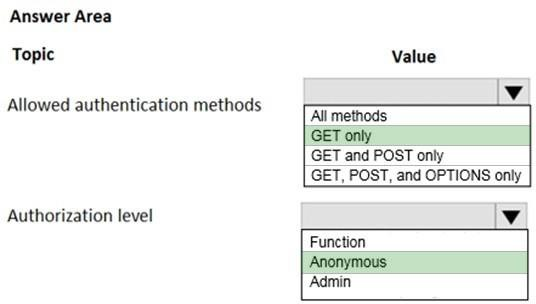 Answer Area
Topic Value
Allowed authentication methods
All methods
GET only
GET and POST only
GET, POST, and OPTIONS only
Authorization level
Function
Anonymous
Admin